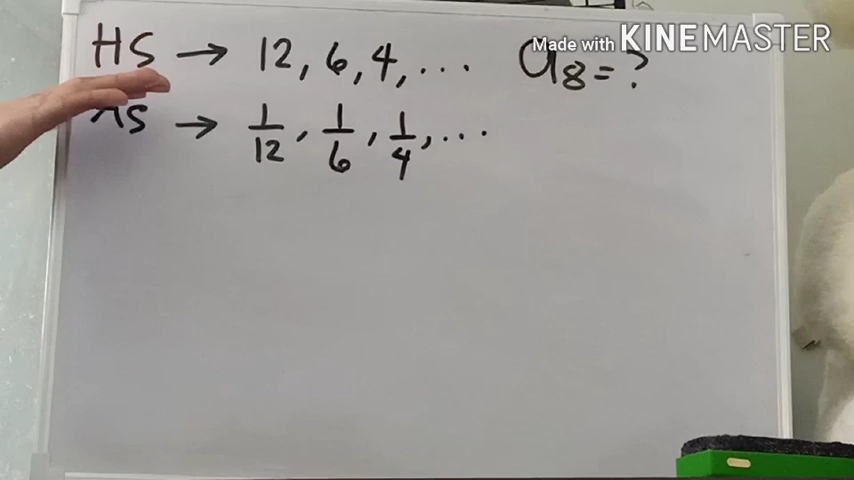 HS → 12, 6, 4, ... a₈ = ?
AS → 1/12, 1/6, 1/4, ...
Made with KINEMASTER